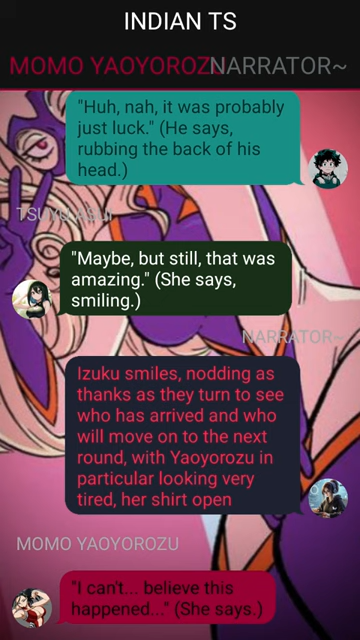 INDIAN TS
MOMO YAOYOROZU NARRATOR~
"Huh, nah, it was probably
just luck." (He says,
rubbing the back of his
head.)
TSUYU ASUI
"Maybe, but still, that was
amazing." (She says,
smiling.)
NARRATOR~
Izuku smiles, nodding as
thanks as they turn to see
who has arrived and who
will move on to the next
round, with Yaoyorozu in
particular looking very
tired, her shirt open
MOMO YAOYOROZU
"I can't... believe this
happened..." (She says.)